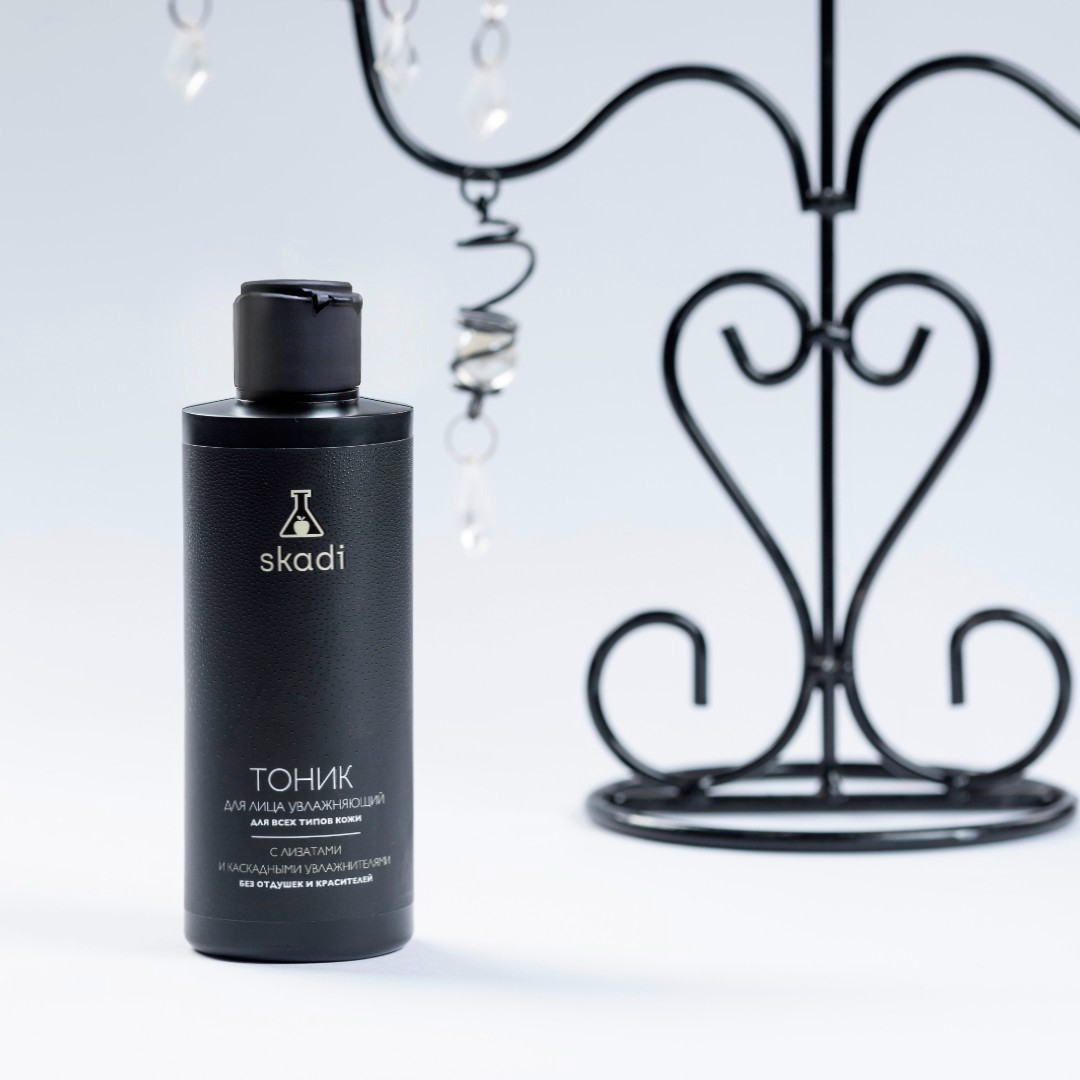 skadi
ТОНИК
ДЛЯ ЛИЦА УВЛАЖНЯЮЩИЙ
ДЛЯ ВСЕХ ТИПОВ КОЖИ
С ЛИЗАТАМИ
И КАСКАДНЫМИ УВЛАЖНИТЕЛЯМИ
БЕЗ ОТДУШЕК И КРАСИТЕЛЕЙ